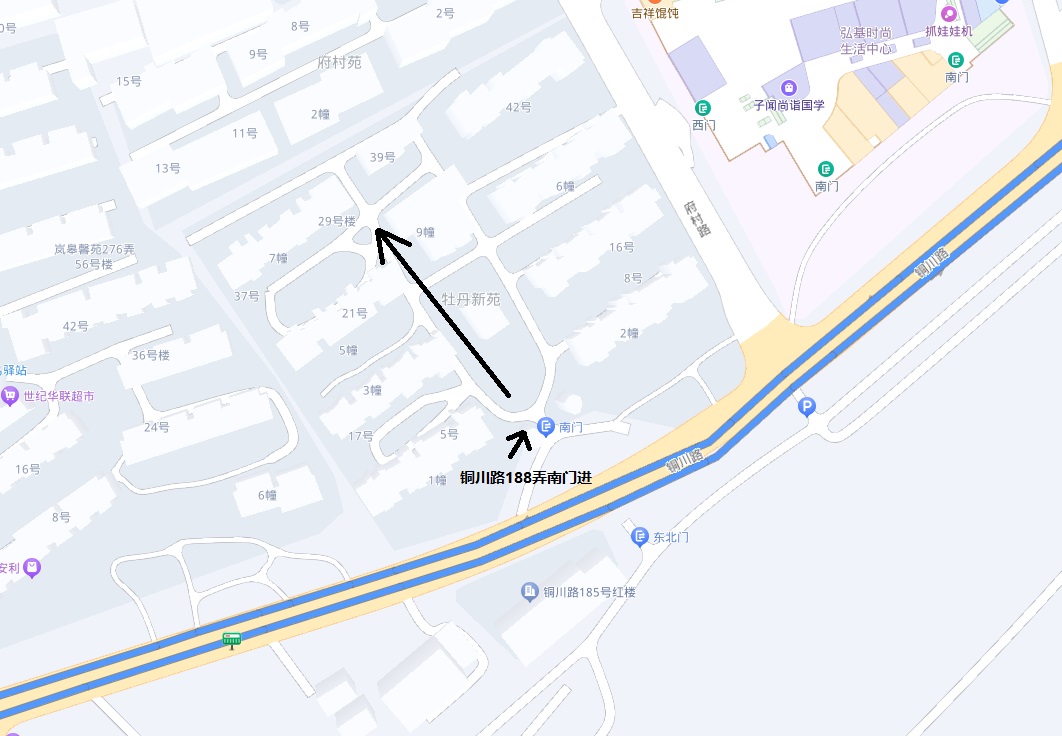 吉祥馄饨
2号
8号
0号
9号
弘基时尚
生活中心
抓娃娃机
府村苑
南门
15号
子闻尚诣国学
42号
2幢
西门
11号
39号
13号
南门
6幢
29号楼
府村路
9幢
16号
岚皋馨苑276弄
56号楼
7幢
铜川路
8号
37号
牡丹新苑
21号
42号
2幢
5幢
36号楼
驿站
3幢
世纪华联超市
24号
南门
17号
5号
铜川路
16号
铜川路188弄南门进
1幢
6幢
8号
东北门
安利
铜川路185号红楼